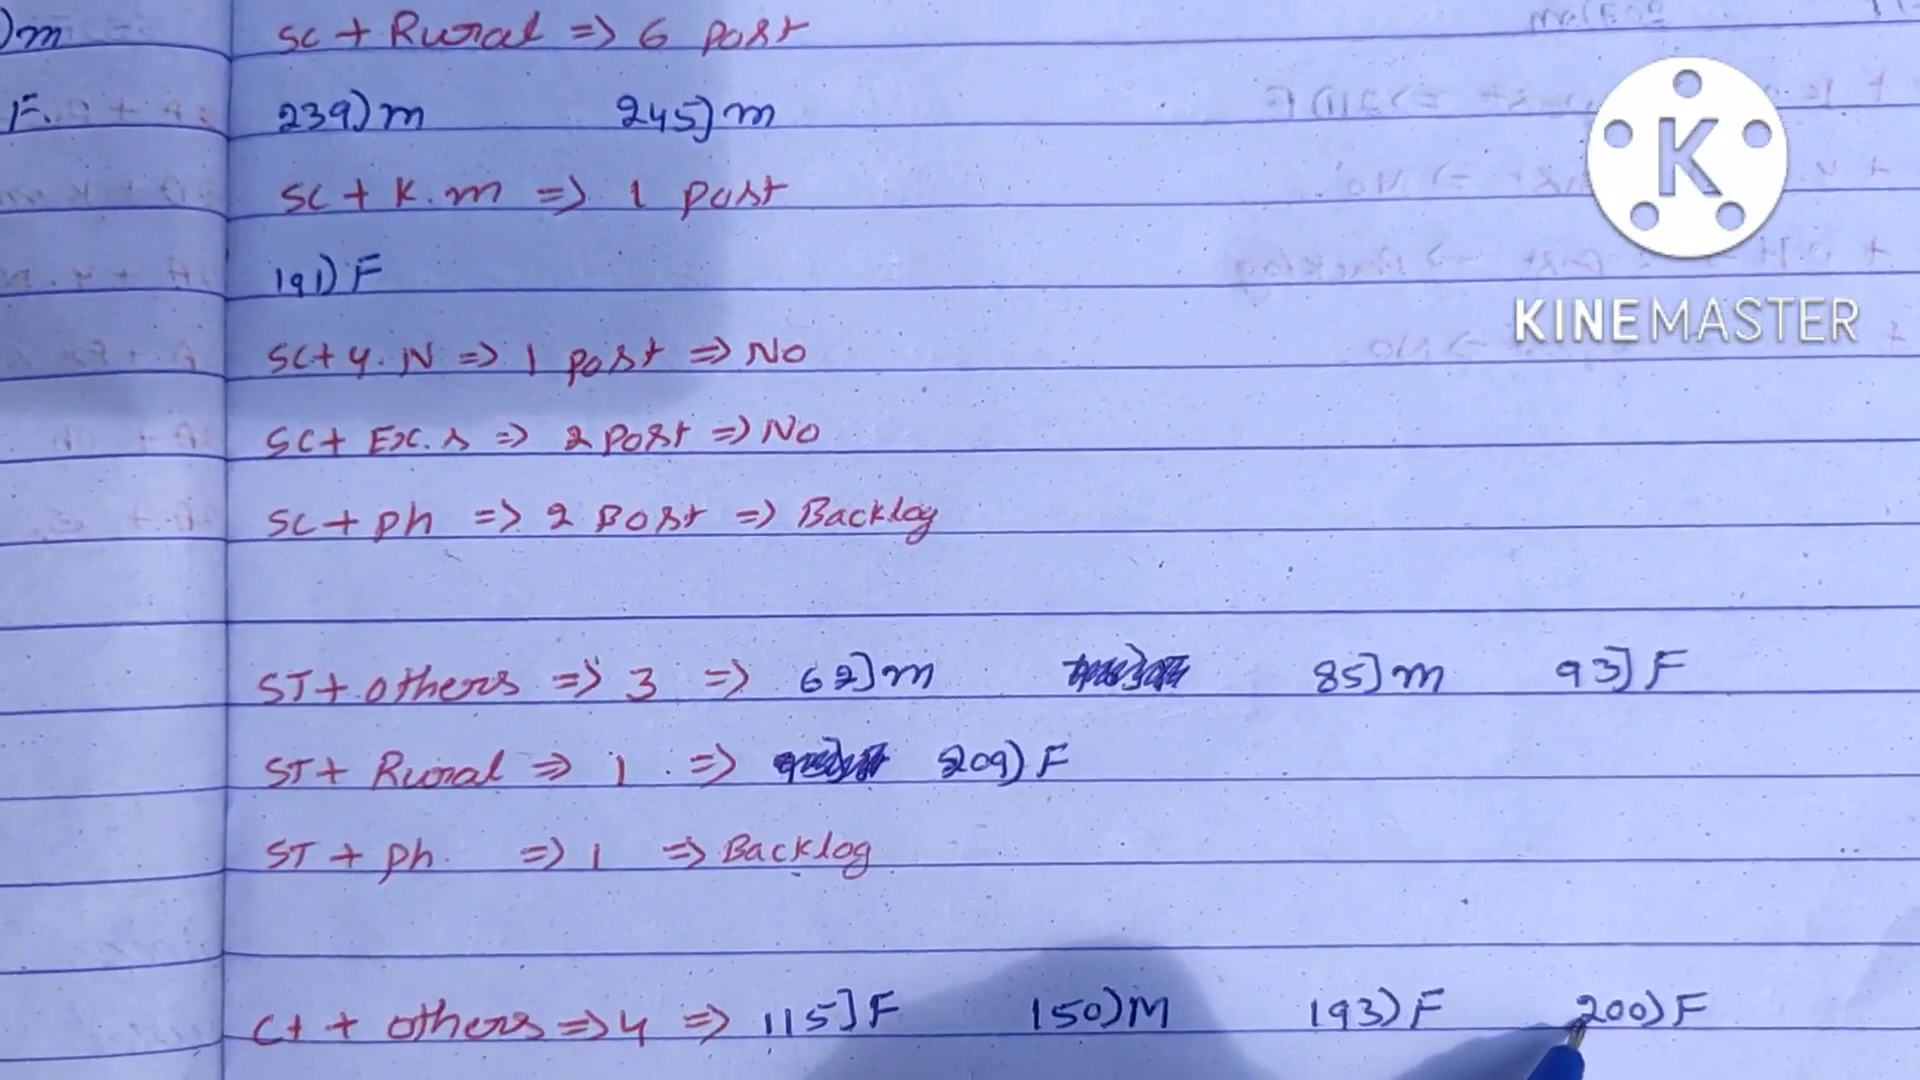 )m SC + Rural => 6 post
F. 239)m 245]m
SC + K.m => 1 post
191) F
SC + Y.N => 1 post => No
SC + Ex.s => 2 Post => No
SC + ph => 2 Post => Backlog
ST + others => 3 => 62]m 85]m 93]F
ST + Rural => 1 => 209) F
ST + ph. => 1 => Backlog
C1 + others => 4 => 115]F 150)M 193) F 200) F
K
KINEMASTER